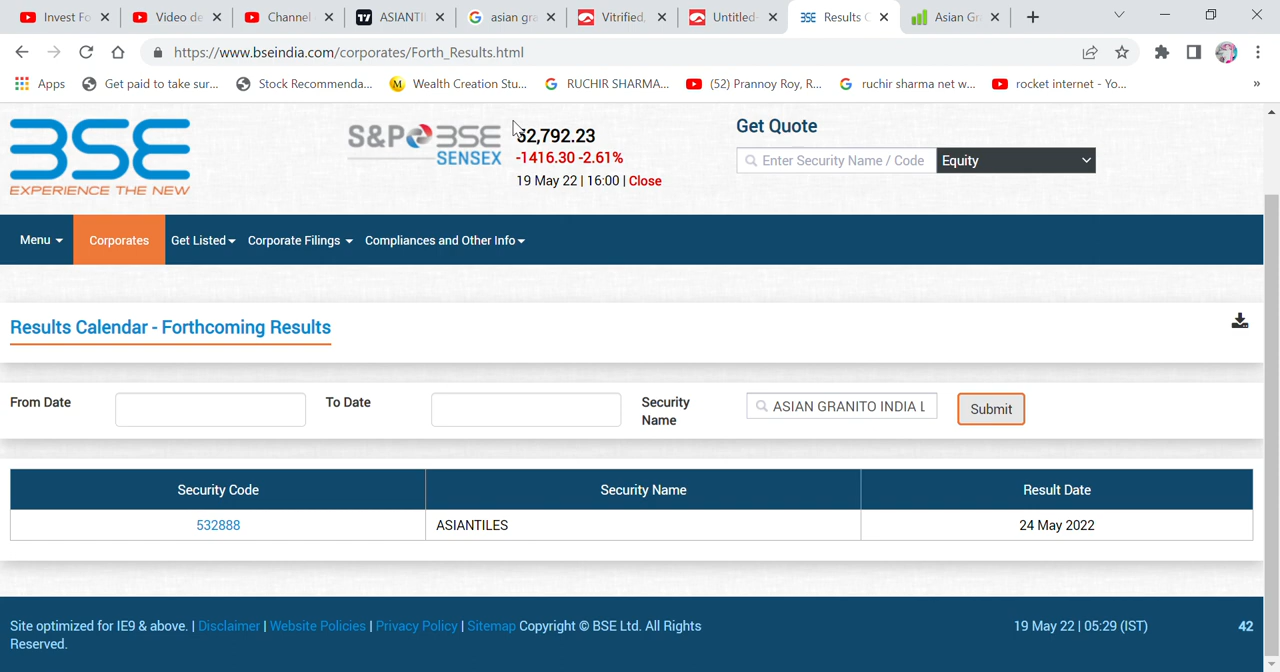 Invest Fo
Video de
Channel
ASIANTI
asian gra
Vitrified,
Untitled-
Results C
Asian Gr
https://www.bseindia.com/corporates/Forth_Results.html
Apps
Get paid to take sur...
Stock Recommenda...
Wealth Creation Stu...
RUCHIR SHARMA...
(52) Prannoy Roy, R...
ruchir sharma net w...
rocket internet - Yo...
»
BSE
EXPERIENCE THE NEW
S&P BSE
SENSEX
52,792.23
-1416.30 -2.61%
19 May 22 | 16:00 | Close
Get Quote
Enter Security Name / Code
Equity
Menu
Corporates
Get Listed
Corporate Filings
Compliances and Other Info
Results Calendar - Forthcoming Results
From Date
To Date
Security
Name
ASIAN GRANITO INDIA L
Submit
Security Code
Security Name
Result Date
532888
ASIANTILES
24 May 2022
Site optimized for IE9 & above. | Disclaimer | Website Policies | Privacy Policy | Sitemap Copyright © BSE Ltd. All Rights
Reserved.
19 May 22 | 05:29 (IST)
42